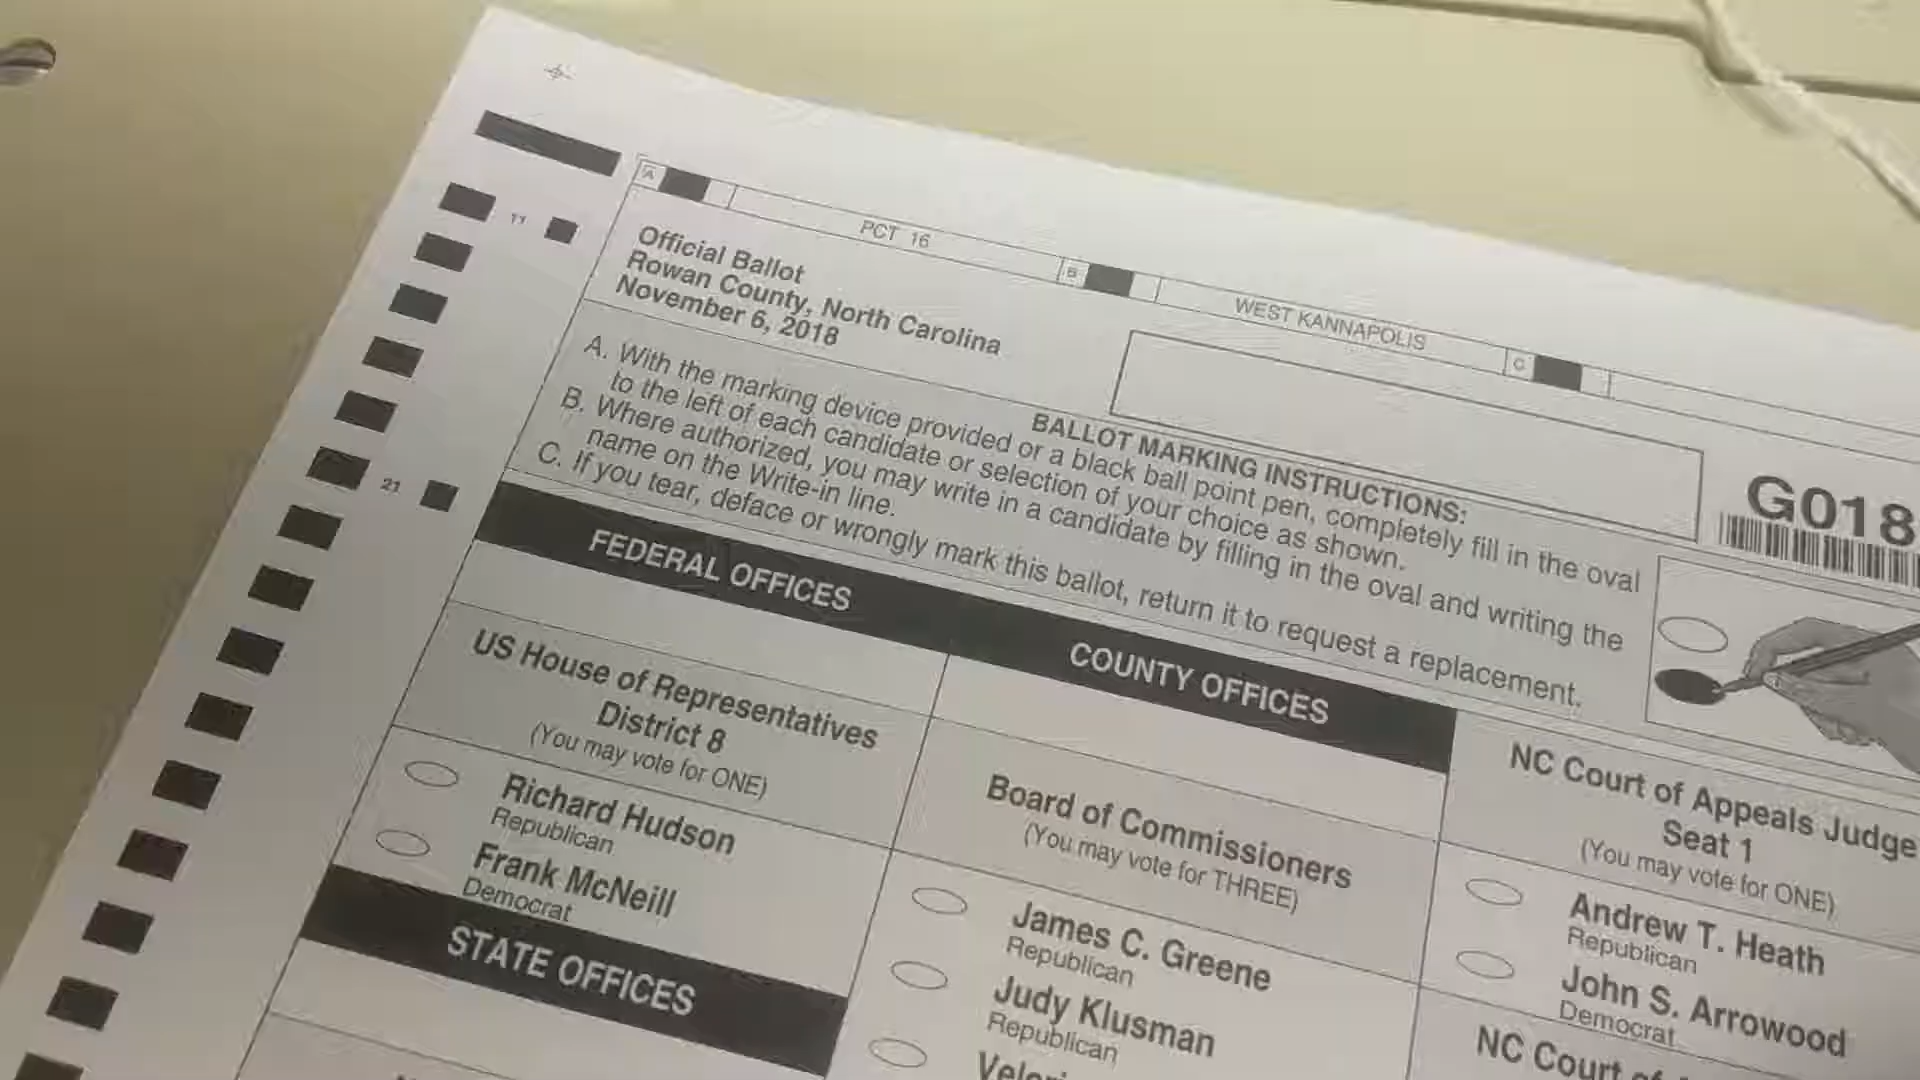 A
PCT 16
B
WEST KANNAPOLIS
C
11
21
Official Ballot
Rowan County, North Carolina
November 6, 2018
G018
BALLOT MARKING INSTRUCTIONS:
A. With the marking device provided or a black ball point pen, completely fill in the oval
to the left of each candidate or selection of your choice as shown.
B. Where authorized, you may write in a candidate by filling in the oval and writing the
name on the Write-in line.
C. If you tear, deface or wrongly mark this ballot, return it to request a replacement.
FEDERAL OFFICES
US House of Representatives
District 8
(You may vote for ONE)
Richard Hudson
Republican
Frank McNeill
Democrat
STATE OFFICES
COUNTY OFFICES
Board of Commissioners
(You may vote for THREE)
James C. Greene
Republican
Judy Klusman
Republican
NC Court of Appeals Judge
Seat 1
(You may vote for ONE)
Andrew T. Heath
Republican
John S. Arrowood
Democrat
NC Court of